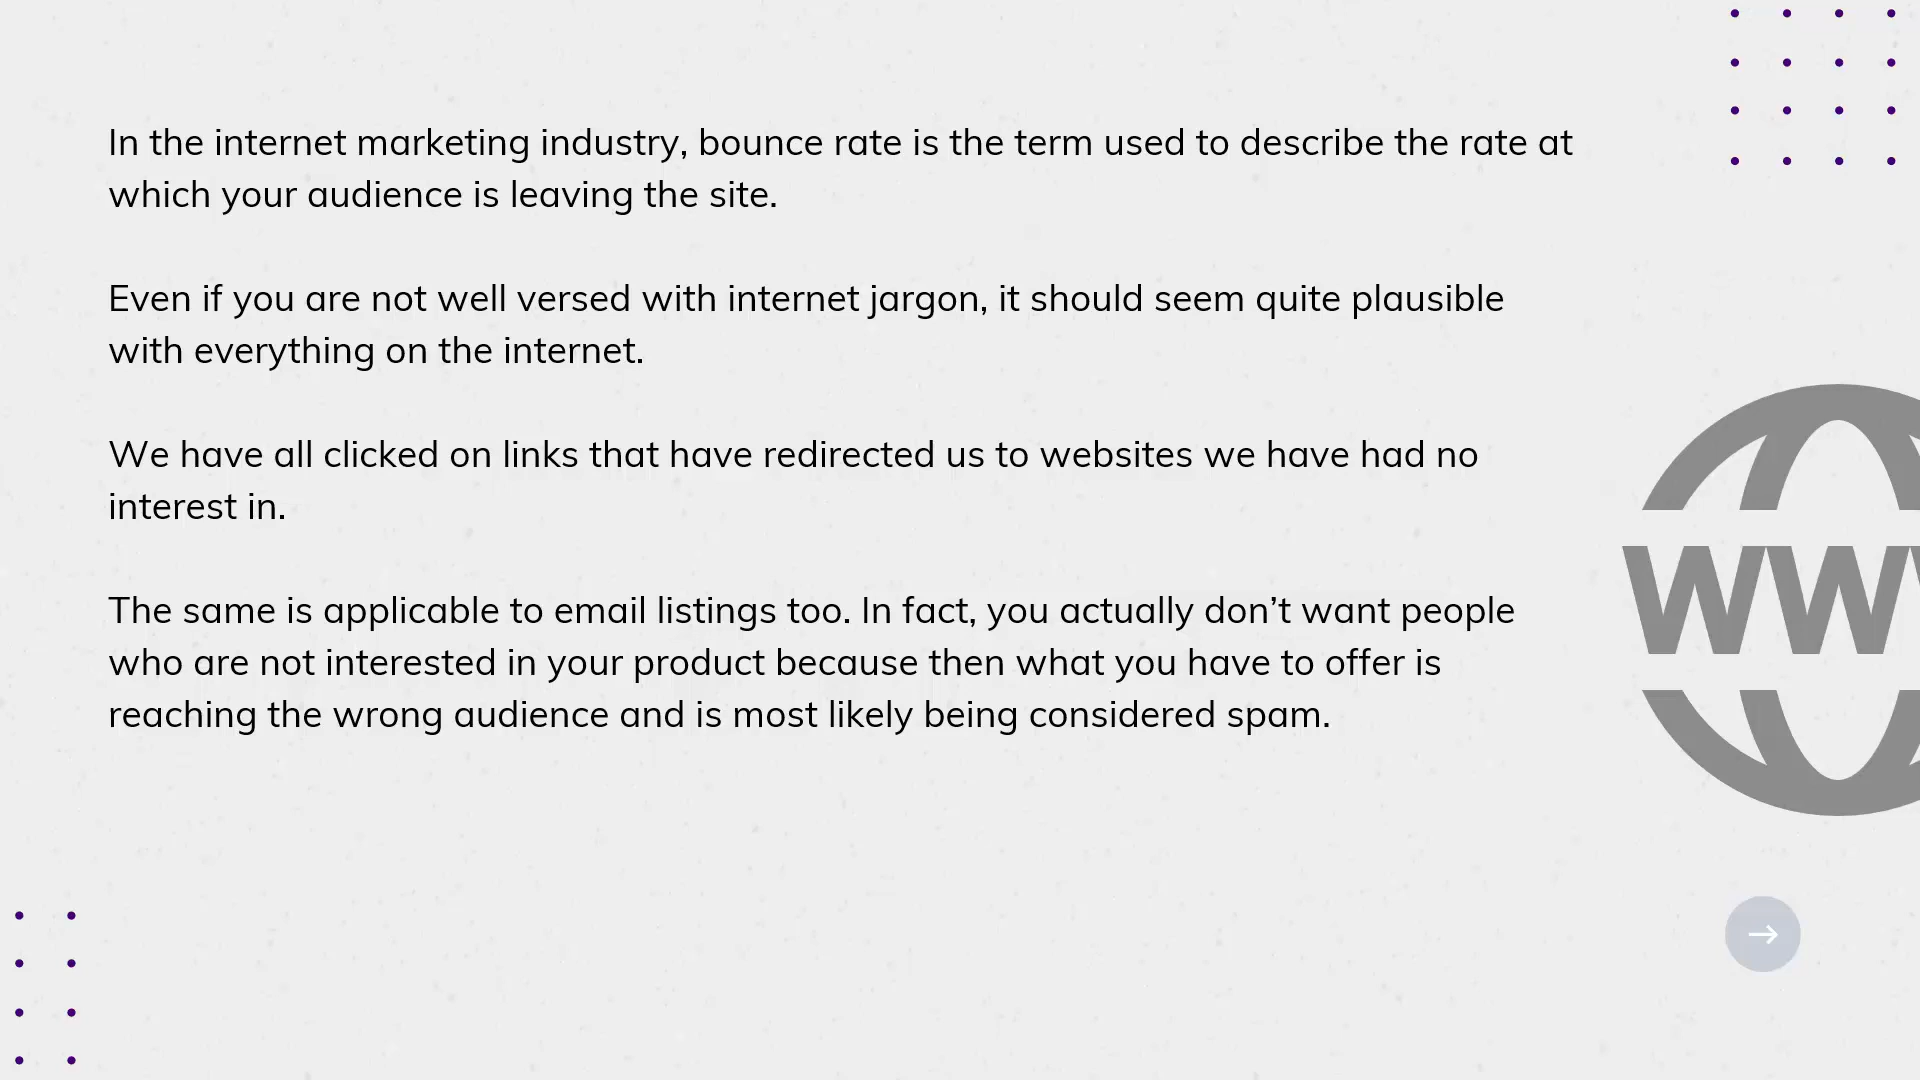 In the internet marketing industry, bounce rate is the term used to describe the rate at
which your audience is leaving the site.
Even if you are not well versed with internet jargon, it should seem quite plausible
with everything on the internet.
We have all clicked on links that have redirected us to websites we have had no
interest in.
The same is applicable to email listings too. In fact, you actually don’t want people
who are not interested in your product because then what you have to offer is
reaching the wrong audience and is most likely being considered spam.
WW